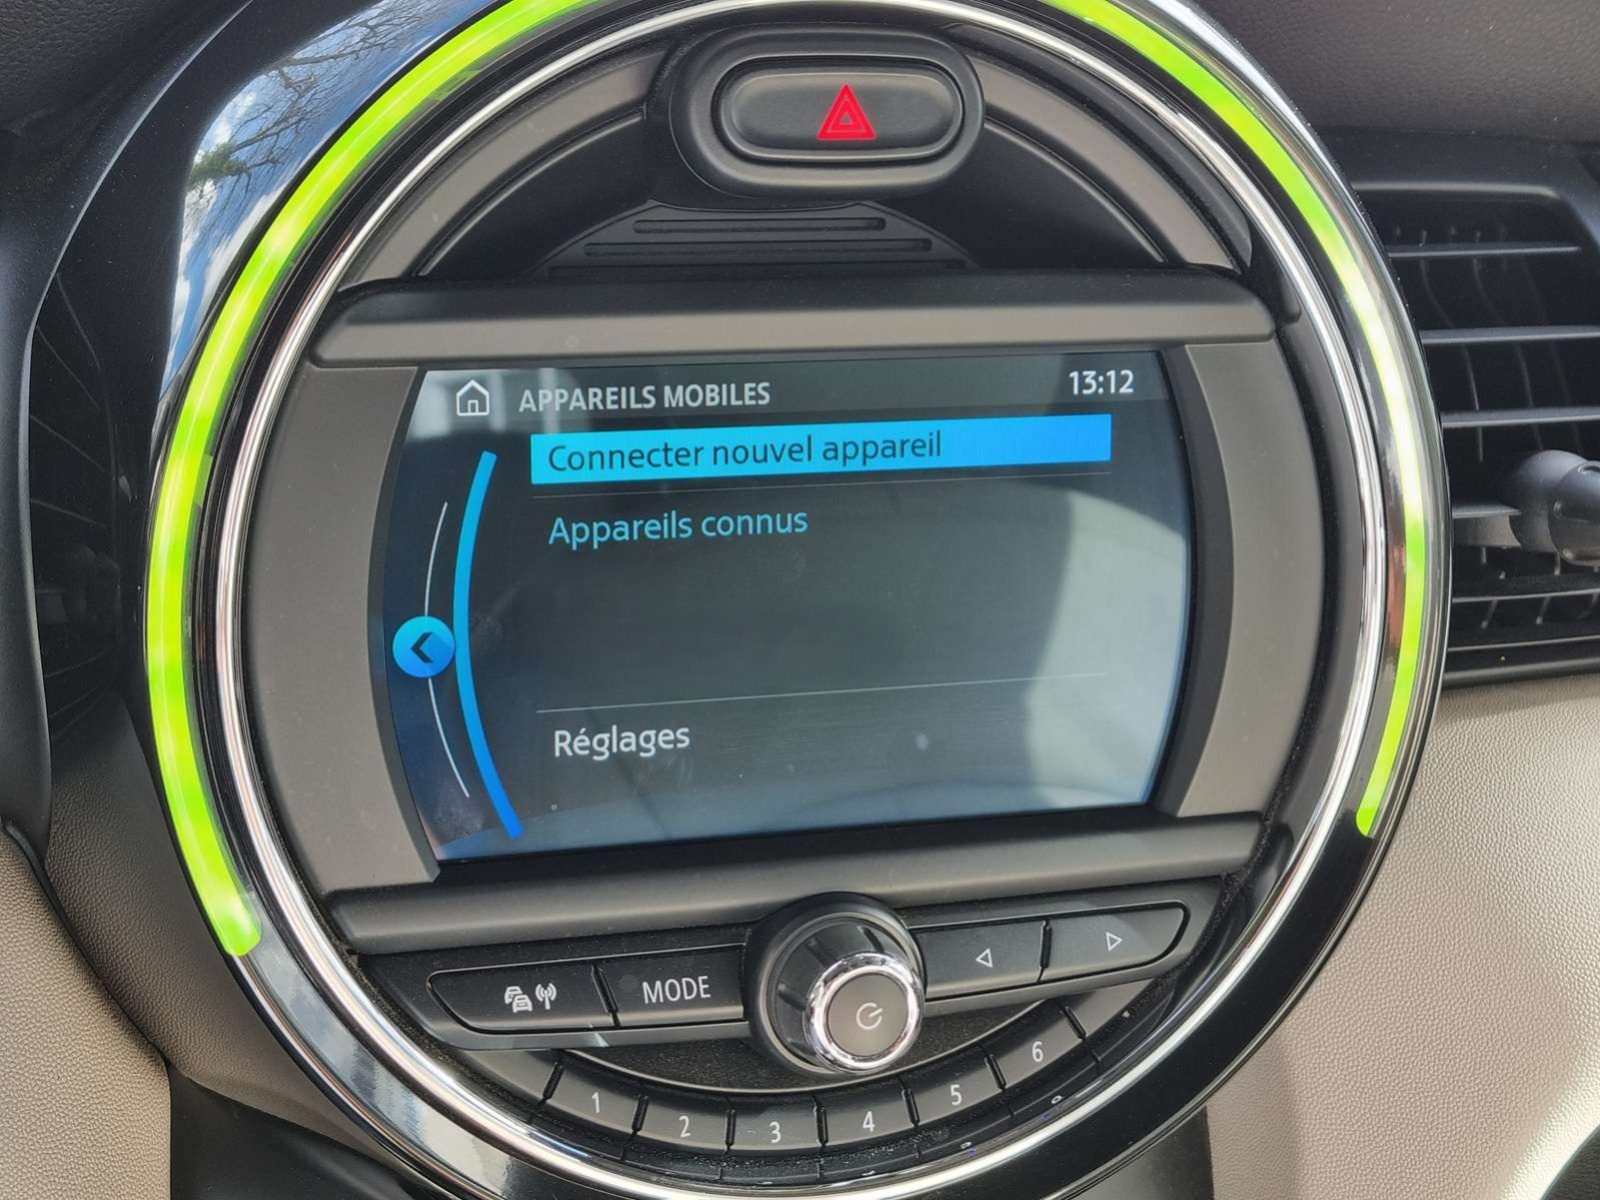 APPAREILS MOBILES 13:12
Connecter nouvel appareil
Appareils connus
Réglages
MODE
1 2 3 4 5 6